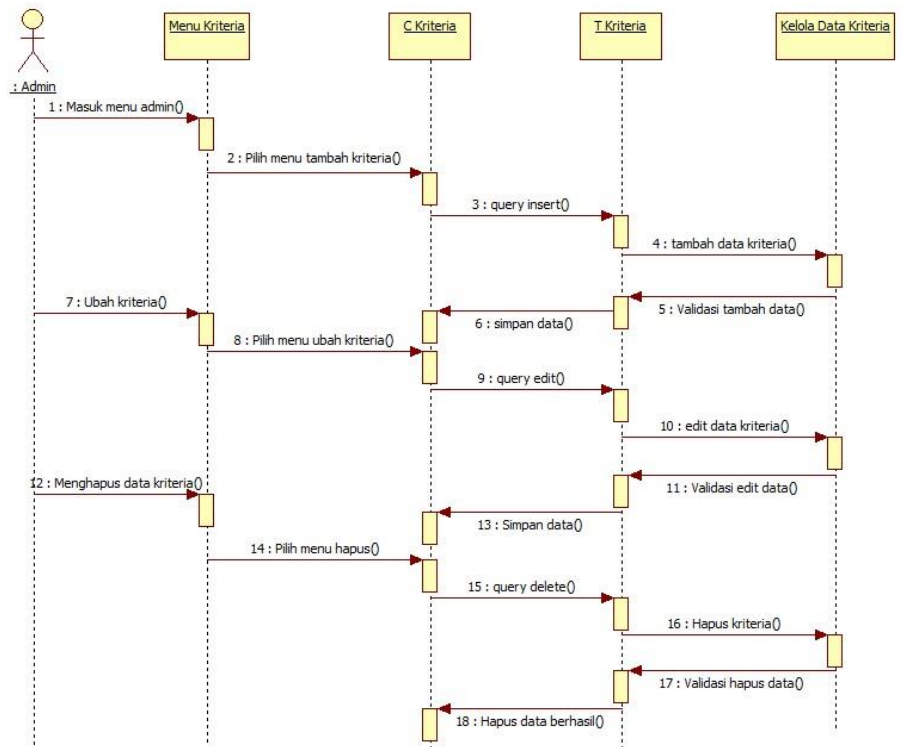 Menu Kriteria
C Kriteria
T Kriteria
Kelola Data Kriteria
: Admin
1 : Masuk menu admin()
2 : Pilih menu tambah kriteria()
3 : query insert()
4 : tambah data kriteria()
5 : Validasi tambah data()
6 : simpan data()
7 : Ubah kriteria()
8 : Pilih menu ubah kriteria()
9 : query edit()
10 : edit data kriteria()
11 : Validasi edit data()
12 : Menghapus data kriteria()
13 : Simpan data()
14 : Pilih menu hapus()
15 : query delete()
16 : Hapus kriteria()
17 : Validasi hapus data()
18 : Hapus data berhasil()